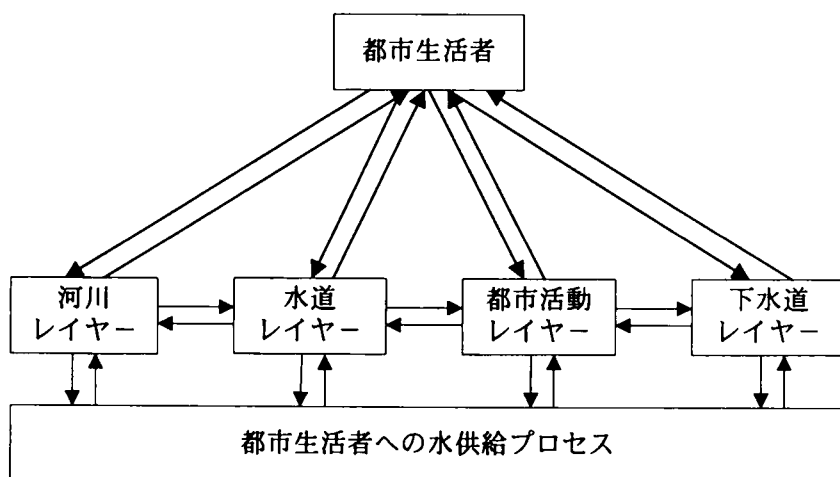 都市生活者
河川
レイヤー
水道
レイヤー
都市活動
レイヤー
下水道
レイヤー
都市生活者への水供給プロセス